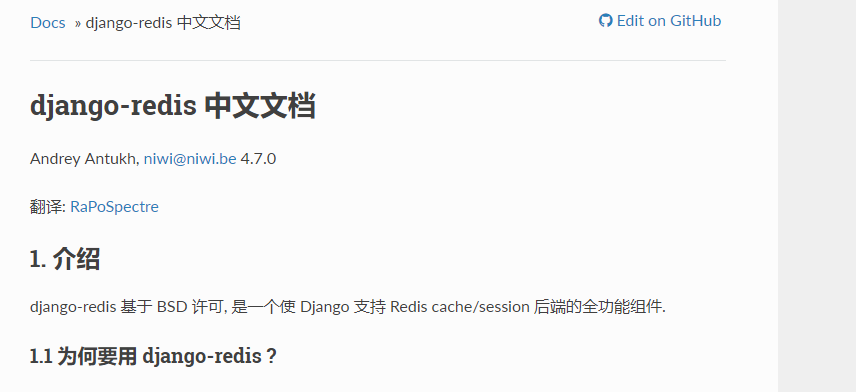 Docs » django-redis 中文文档
Edit on GitHub
django-redis 中文文档
Andrey Antukh, niwi@niwi.be 4.7.0
翻译: RaPoSpectre
1. 介绍
django-redis 基于 BSD 许可, 是一个使 Django 支持 Redis cache/session 后端的全功能组件.
1.1 为何要用 django-redis ?